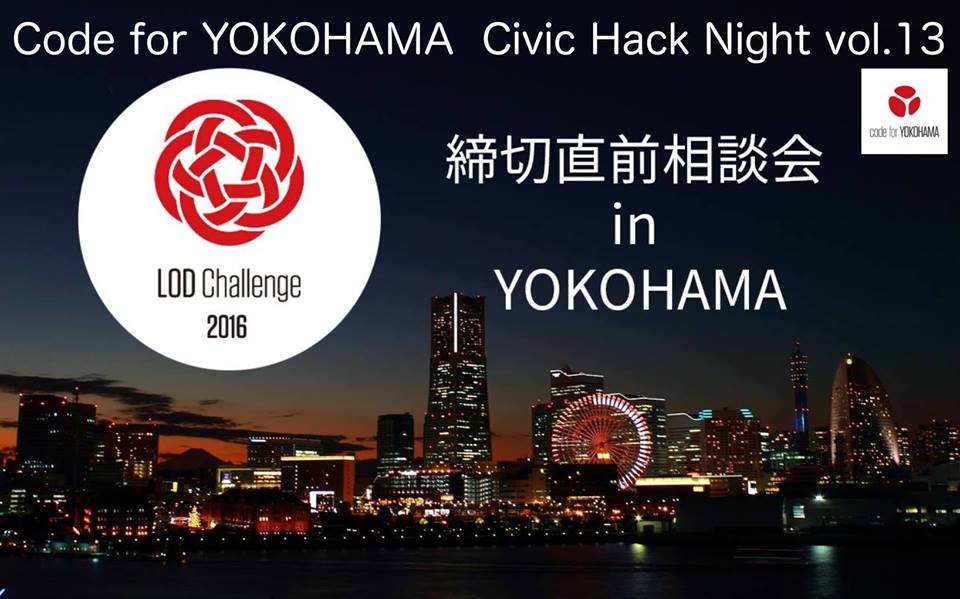 Code for YOKOHAMA Civic Hack Night vol.13
code for YOKOHAMA
締切直前相談会
in
YOKOHAMA
LOD Challenge
2016